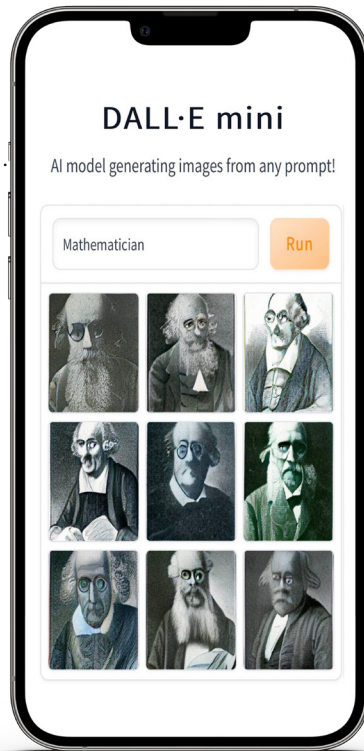 DALL·E mini
AI model generating images from any prompt!
Mathematician
Run